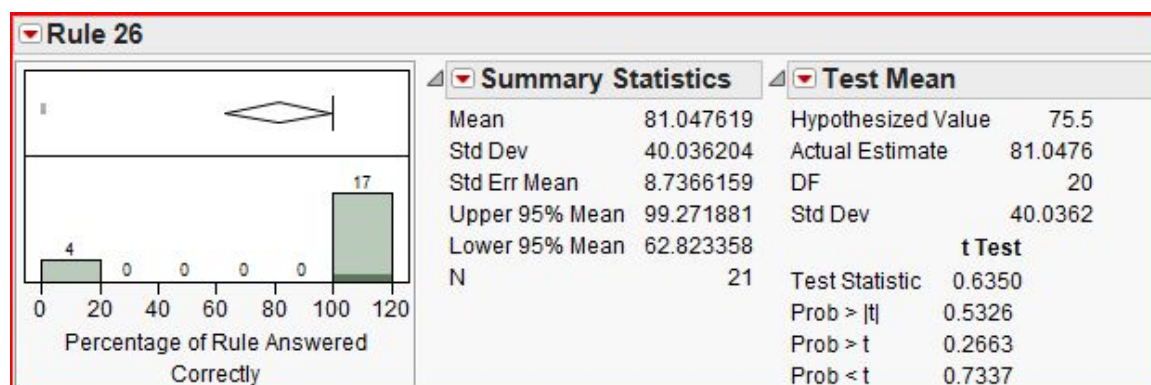 Rule 26
4
0
0
0
0
17
0 20 40 60 80 100 120
Percentage of Rule Answered
Correctly
Summary Statistics
Mean 81.047619
Std Dev 40.036204
Std Err Mean 8.7366159
Upper 95% Mean 99.271881
Lower 95% Mean 62.823358
N 21
Test Mean
Hypothesized Value 75.5
Actual Estimate 81.0476
DF 20
Std Dev 40.0362
t Test
Test Statistic 0.6350
Prob > |t| 0.5326
Prob > t 0.2663
Prob < t 0.7337